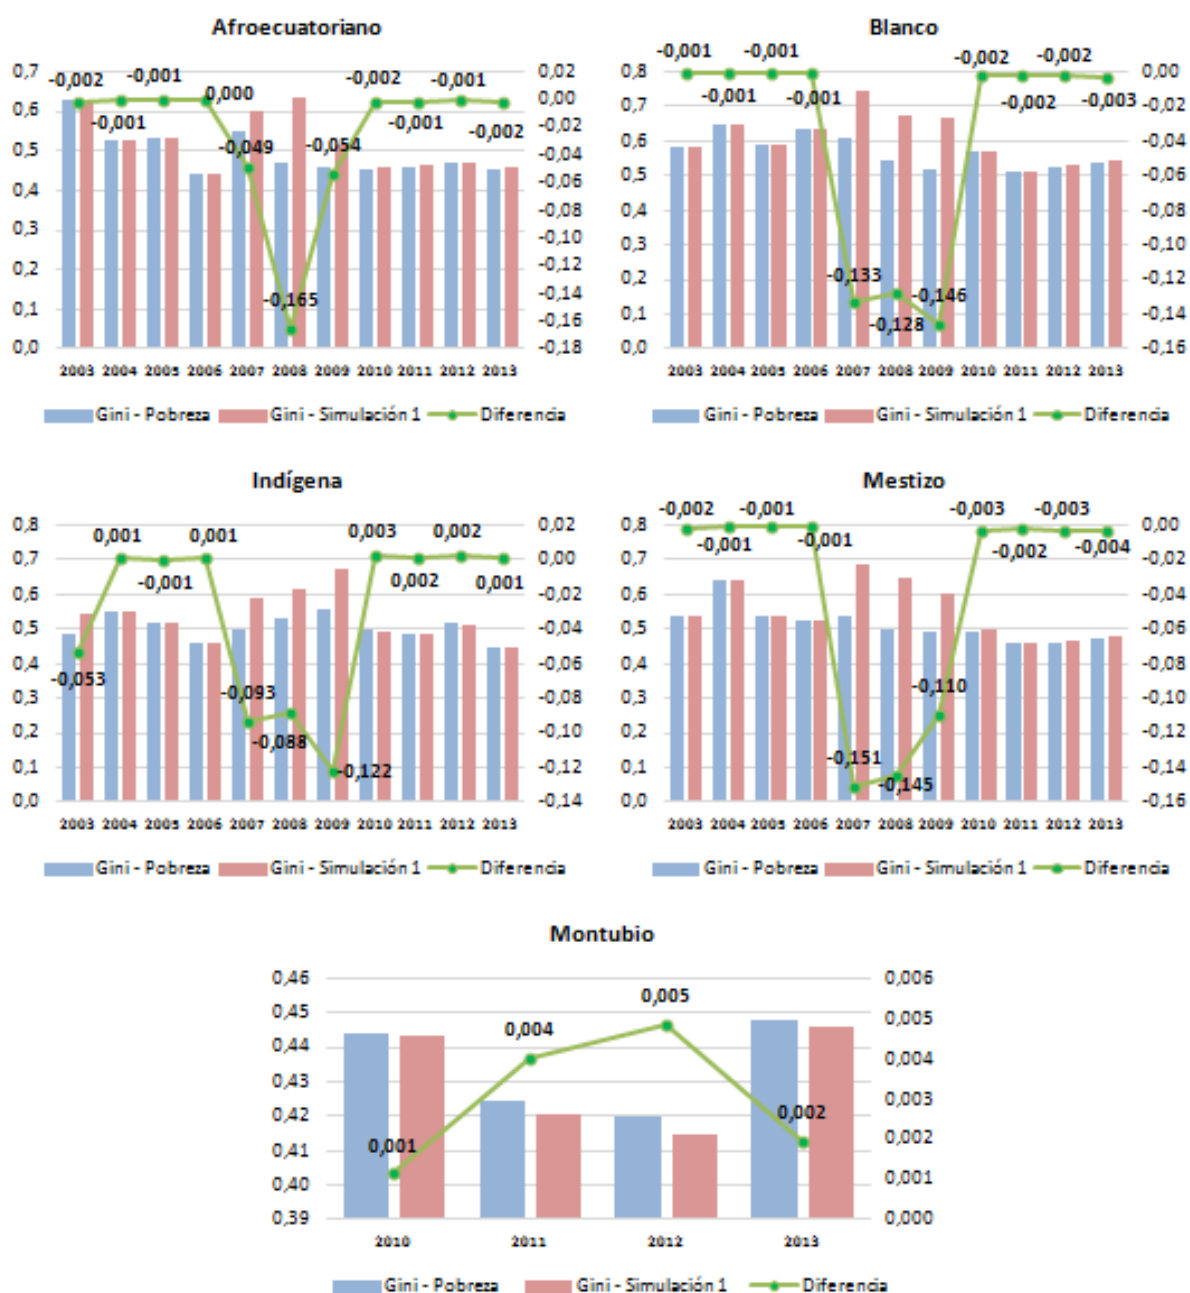 Afroecuatoriano
0,7 0,6 0,5 0,4 0,3 0,2 0,1 0,0
-0,002 -0,001 -0,001 0,000 -0,049 -0,165 -0,054 -0,002 -0,001 -0,001 -0,002
0,02 0,00 -0,02 -0,04 -0,06 -0,08 -0,10 -0,12 -0,14 -0,16 -0,18
2003 2004 2005 2006 2007 2008 2009 2010 2011 2012 2013
Gini - Pobreza Gini - Simulación 1 Diferencia
Blanco
0,8 0,7 0,6 0,5 0,4 0,3 0,2 0,1 0,0
-0,001 -0,001 -0,001 -0,001 -0,133 -0,128 -0,146 -0,002 -0,002 -0,002 -0,003
0,00 -0,02 -0,04 -0,06 -0,08 -0,10 -0,12 -0,14 -0,16
2003 2004 2005 2006 2007 2008 2009 2010 2011 2012 2013
Gini - Pobreza Gini - Simulación 1 Diferencia
Indígena
0,8 0,7 0,6 0,5 0,4 0,3 0,2 0,1 0,0
-0,053 0,001 -0,001 0,001 -0,093 -0,088 -0,122 0,003 0,002 0,002 0,001
0,02 0,00 -0,02 -0,04 -0,06 -0,08 -0,10 -0,12 -0,14
2003 2004 2005 2006 2007 2008 2009 2010 2011 2012 2013
Gini - Pobreza Gini - Simulación 1 Diferencia
Mestizo
0,8 0,7 0,6 0,5 0,4 0,3 0,2 0,1 0,0
-0,002 -0,001 -0,001 -0,001 -0,151 -0,145 -0,110 -0,003 -0,002 -0,003 -0,004
0,00 -0,02 -0,04 -0,06 -0,08 -0,10 -0,12 -0,14 -0,16
2003 2004 2005 2006 2007 2008 2009 2010 2011 2012 2013
Gini - Pobreza Gini - Simulación 1 Diferencia
Montubio
0,46 0,45 0,44 0,43 0,42 0,41 0,40 0,39
0,001 0,004 0,005 0,002
0,006 0,005 0,004 0,003 0,002 0,001 0,000
2010 2011 2012 2013
Gini - Pobreza Gini - Simulación 1 Diferencia